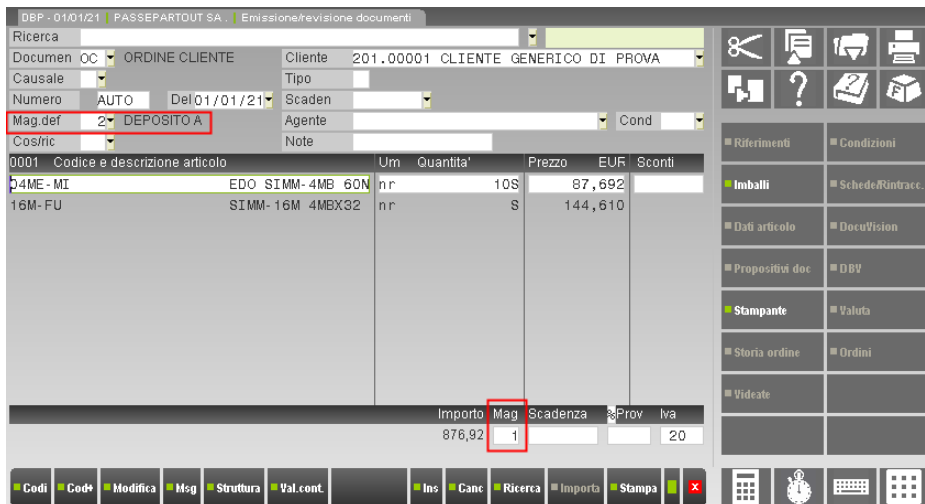 DBP - 01/01/21 | PASSEPARTOUT SA . | Emissione/revisione documenti
Ricerca
Documen OC ORDINE CLIENTE Cliente 201.00001 CLIENTE GENERICO DI PROVA
Causale Tipo
Numero AUTO Del 01/01/21 Scaden
Mag.def 2 DEPOSITO A Agente Cond
Cos/ric Note
0001 Codice e descrizione articolo Um Quantita' Prezzo EUR Sconti
04ME-MI EDO SIMM-4MB 60N nr 10S 87,692
16M-FU SIMM-16M 4MBX32 nr S 144,610
Importo Mag Scadenza %Prov Iva
876,92 1 20
Riferimenti Condizioni
Imballi Schede/Rintracc.
Dati articolo DocuVision
Propositivi doc DBV
Stampante Valuta
Storia ordine Ordini
Videate
Codi Cod+ Modifica Msg Struttura Val.cont. Ins Canc Ricerca Importa Stampa x